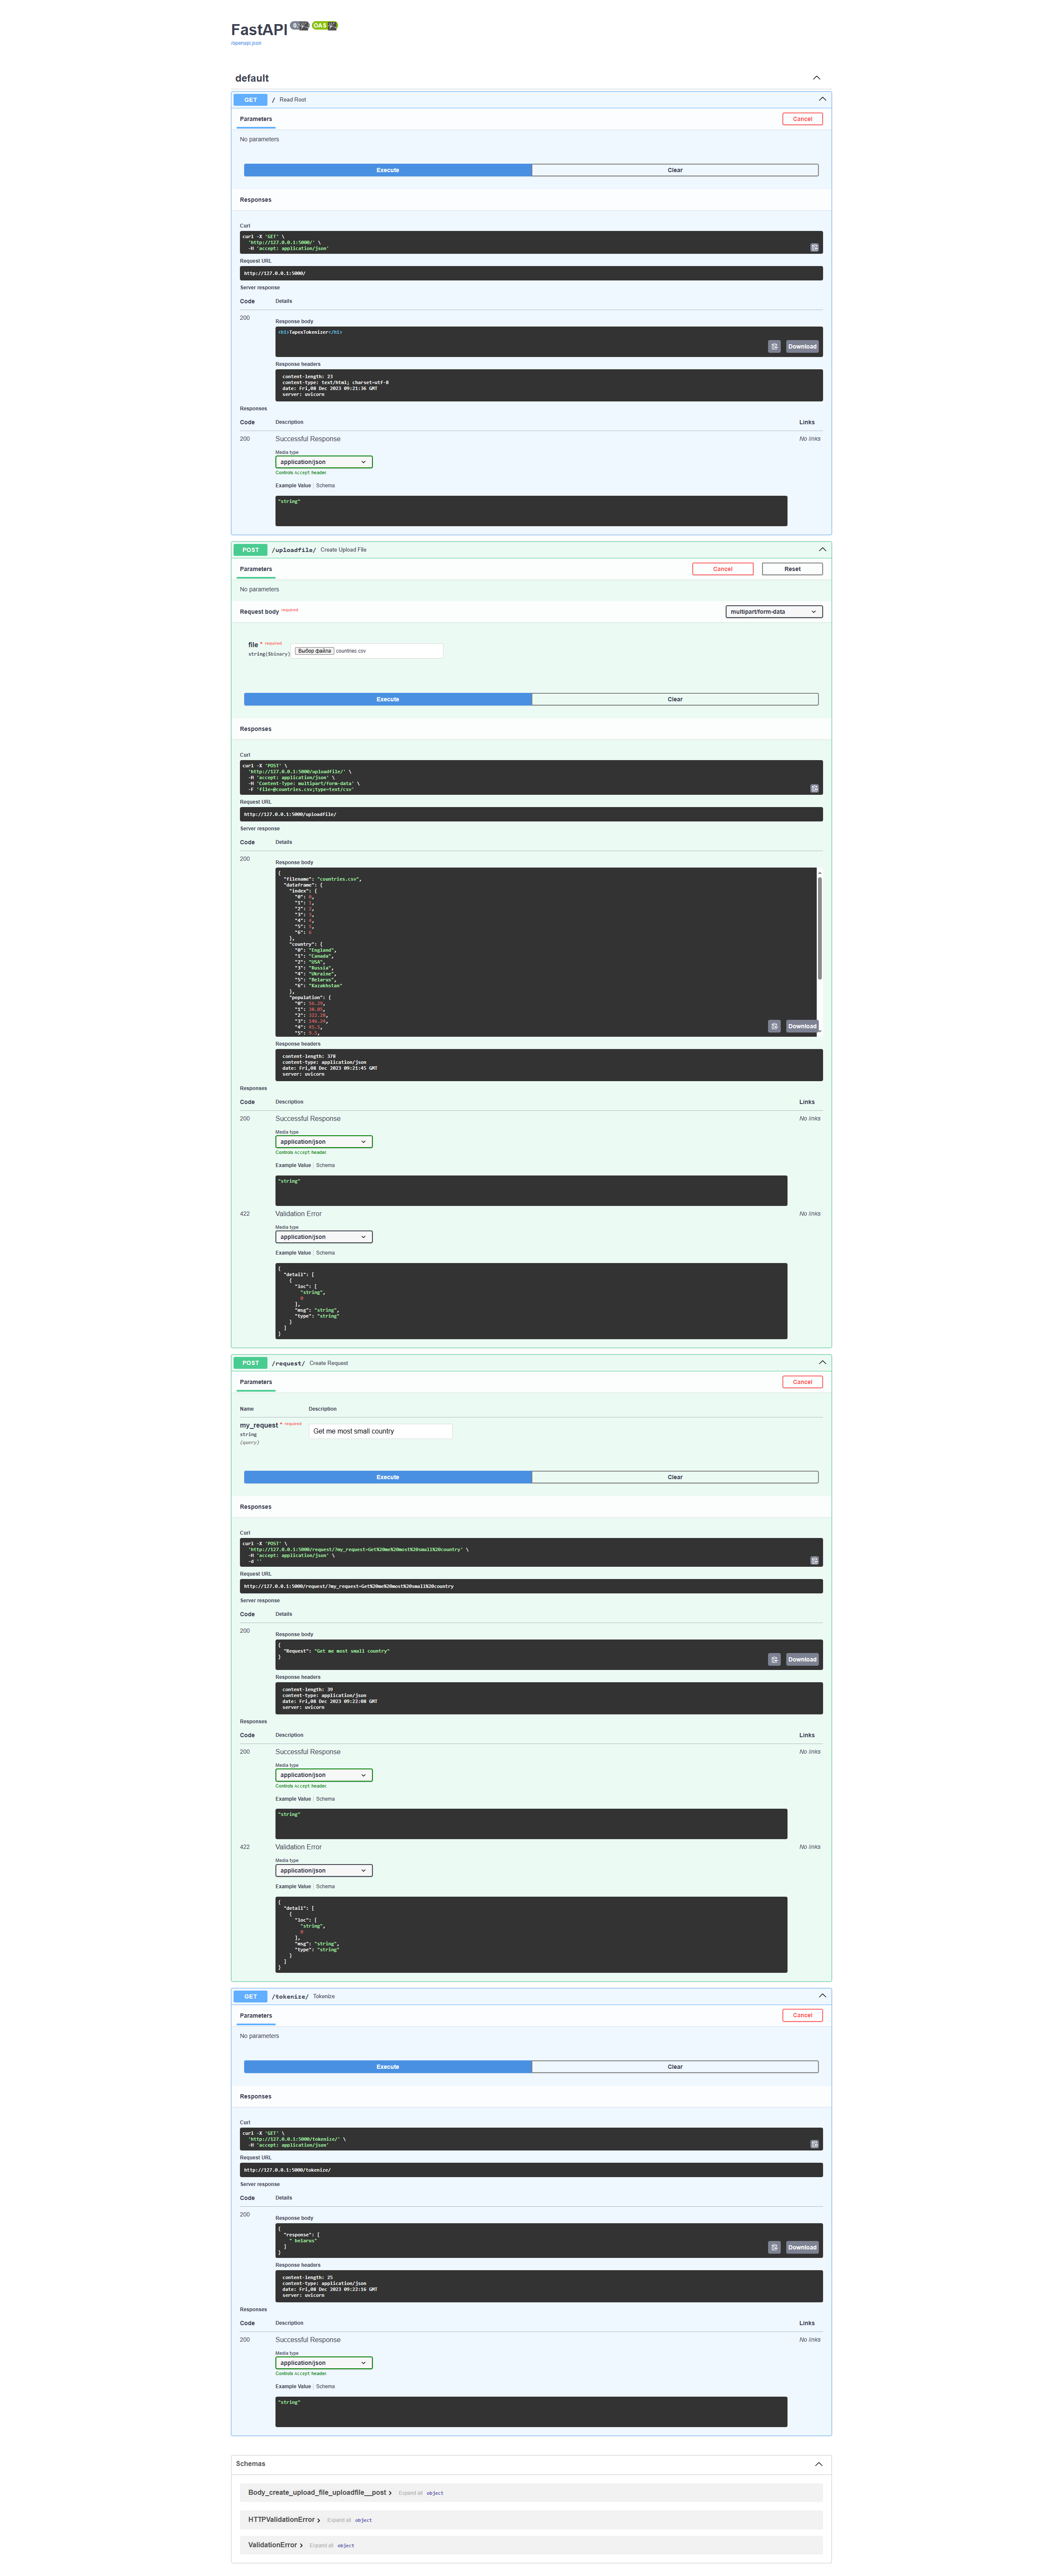 FastAPI
OAS
/openapi.json
default
GET / Read Root
Parameters Cancel
No parameters
Execute Clear
Responses
Curl
curl -X 'GET' \
'http://127.0.0.1:5000/' \
-H 'accept: application/json'
Request URL
http://127.0.0.1:5000/
Server response
Code Details
200
Response body
<h1>TapexTokenizer</h1>
Download
Response headers
content-length: 23
content-type: text/html; charset=utf-8
date: Fri,08 Dec 2023 09:21:36 GMT
server: uvicorn
Responses
Code Description Links
200 Successful Response No links
Media type
application/json
Controls Accept header.
Example Value Schema
"string"
POST /uploadfile/ Create Upload File
Parameters Cancel Reset
No parameters
Request body required multipart/form-data
file * required
string($binary)
Выбор файла countries.csv
Execute Clear
Responses
Curl
curl -X 'POST' \
'http://127.0.0.1:5000/uploadfile/' \
-H 'accept: application/json' \
-H 'Content-Type: multipart/form-data' \
-F 'file=@countries.csv;type=text/csv'
Request URL
http://127.0.0.1:5000/uploadfile/
Server response
Code Details
200
Response body
{
"filename": "countries.csv",
"dataframe": {
"index": {
"0": 0,
"1": 1,
"2": 2,
"3": 3,
"4": 4,
"5": 5,
"6": 6
},
"country": {
"0": "England",
"1": "Canada",
"2": "USA",
"3": "Russia",
"4": "Ukraine",
"5": "Belarus",
"6": "Kazakhstan"
},
"population": {
"0": 56.29,
"1": 38.05,
"2": 333.28,
"3": 146.24,
"4": 45.5,
"5": 9.5,
Download
Response headers
content-length: 378
content-type: application/json
date: Fri,08 Dec 2023 09:21:45 GMT
server: uvicorn
Responses
Code Description Links
200 Successful Response No links
Media type
application/json
Controls Accept header.
Example Value Schema
"string"
422 Validation Error No links
Media type
application/json
Example Value Schema
{
"detail": [
{
"loc": [
"string",
0
],
"msg": "string",
"type": "string"
}
]
}
POST /request/ Create Request
Parameters Cancel
Name Description
my_request * required
string
(query)
Get me most small country
Execute Clear
Responses
Curl
curl -X 'POST' \
'http://127.0.0.1:5000/request/?my_request=Get%20me%20most%20small%20country' \
-H 'accept: application/json' \
-d ''
Request URL
http://127.0.0.1:5000/request/?my_request=Get%20me%20most%20small%20country
Server response
Code Details
200
Response body
{
"Request": "Get me most small country"
}
Download
Response headers
content-length: 39
content-type: application/json
date: Fri,08 Dec 2023 09:22:08 GMT
server: uvicorn
Responses
Code Description Links
200 Successful Response No links
Media type
application/json
Controls Accept header.
Example Value Schema
"string"
422 Validation Error No links
Media type
application/json
Example Value Schema
{
"detail": [
{
"loc": [
"string",
0
],
"msg": "string",
"type": "string"
}
]
}
GET /tokenize/ Tokenize
Parameters Cancel
No parameters
Execute Clear
Responses
Curl
curl -X 'GET' \
'http://127.0.0.1:5000/tokenize/' \
-H 'accept: application/json'
Request URL
http://127.0.0.1:5000/tokenize/
Server response
Code Details
200
Response body
{
"response": [
" belarus"
]
}
Download
Response headers
content-length: 25
content-type: application/json
date: Fri,08 Dec 2023 09:22:16 GMT
server: uvicorn
Responses
Code Description Links
200 Successful Response No links
Media type
application/json
Controls Accept header.
Example Value Schema
"string"
Schemas
Body_create_upload_file_uploadfile__post Expand all object
HTTPValidationError Expand all object
ValidationError Expand all object